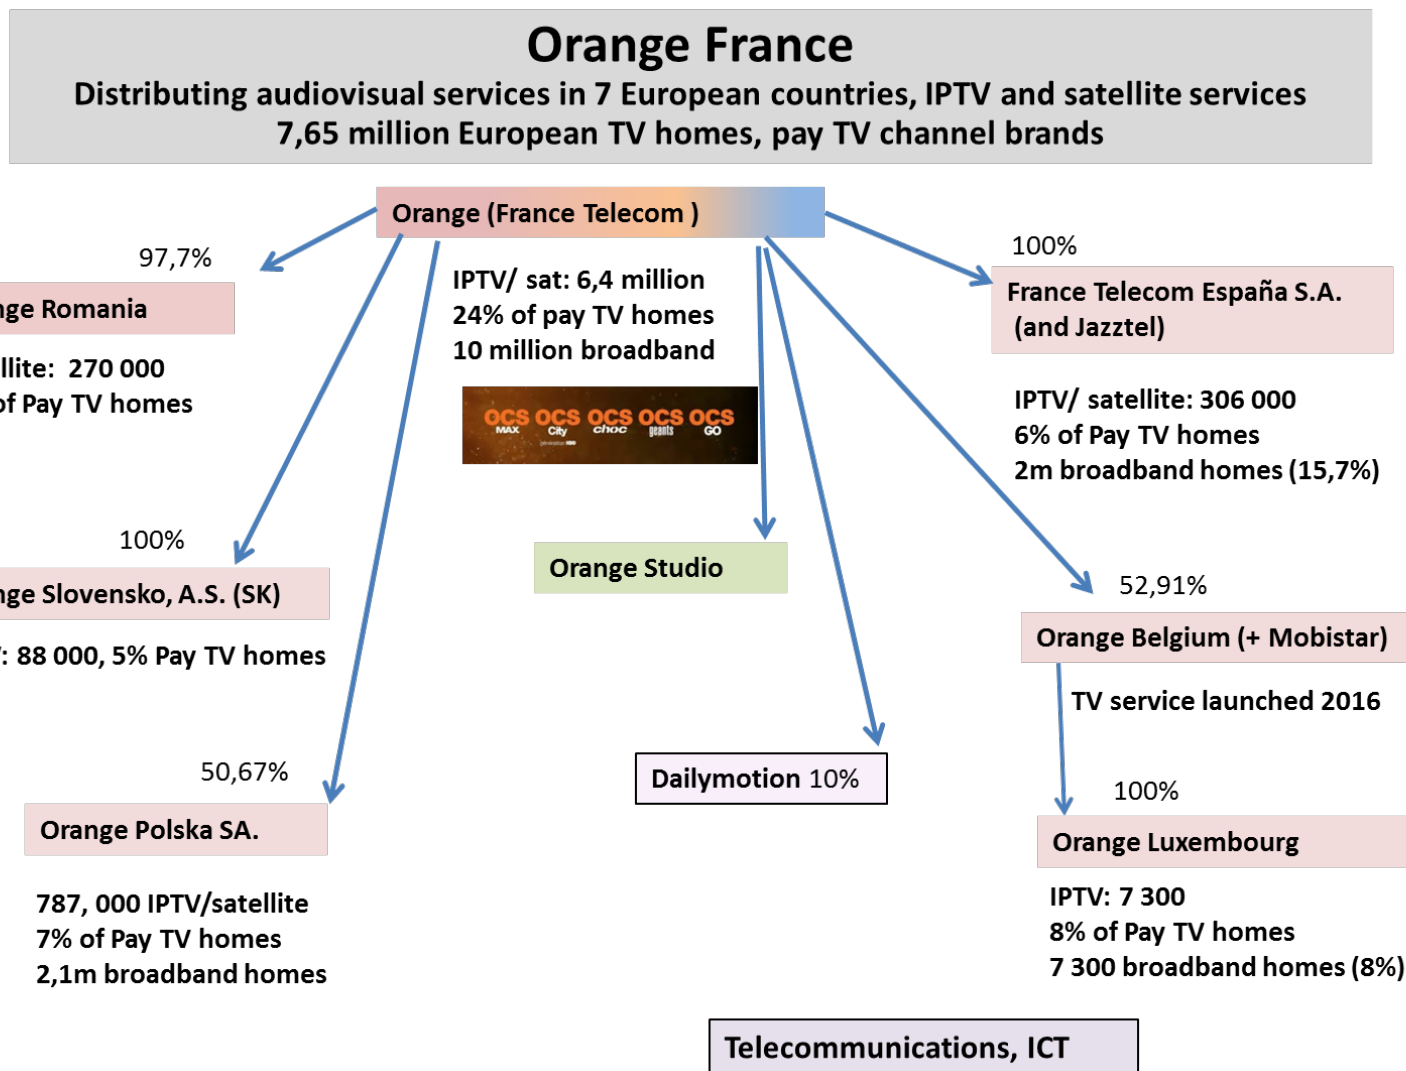 Orange France
Distributing audiovisual services in 7 European countries, IPTV and satellite services
7,65 million European TV homes, pay TV channel brands
Orange (France Telecom )
97,7%
nge Romania
llite: 270 000
of Pay TV homes
IPTV/ sat: 6,4 million
24% of pay TV homes
10 million broadband
OCS OCS OCS OCS OCS
MAX City choc geants GO
100%
France Telecom España S.A.
(and Jazztel)
IPTV/ satellite: 306 000
6% of Pay TV homes
2m broadband homes (15,7%)
100%
nge Slovensko, A.S. (SK)
: 88 000, 5% Pay TV homes
Orange Studio
52,91%
Orange Belgium (+ Mobistar)
TV service launched 2016
50,67%
Orange Polska SA.
787, 000 IPTV/satellite
7% of Pay TV homes
2,1m broadband homes
Dailymotion 10%
100%
Orange Luxembourg
IPTV: 7 300
8% of Pay TV homes
7 300 broadband homes (8%)
Telecommunications, ICT